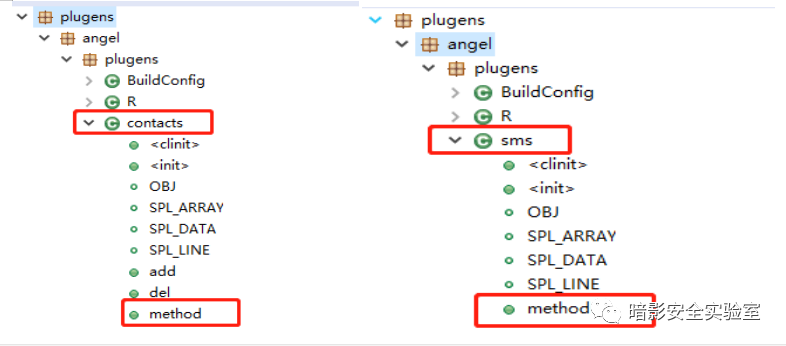 plugens
angel
plugens
BuildConfig
R
contacts
<clinit>
<init>
OBJ
SPL_ARRAY
SPL_DATA
SPL_LINE
add
del
method
plugens
angel
plugens
BuildConfig
R
sms
<clinit>
<init>
OBJ
SPL_ARRAY
SPL_DATA
SPL_LINE
method
暗影安全实验室